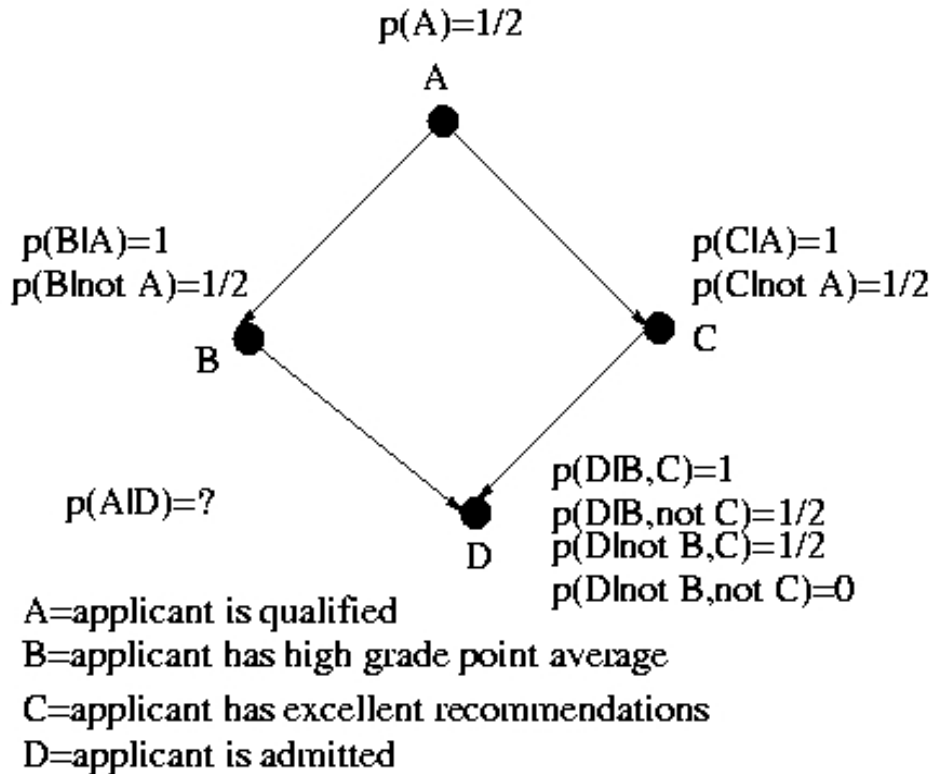 p(A)=1/2
A
p(B|A)=1
p(B|not A)=1/2
p(C|A)=1
p(C|not A)=1/2
B
C
p(A|D)=?
p(D|B,C)=1
p(D|B,not C)=1/2
p(D|not B,C)=1/2
p(D|not B,not C)=0
D
A=applicant is qualified
B=applicant has high grade point average
C=applicant has excellent recommendations
D=applicant is admitted